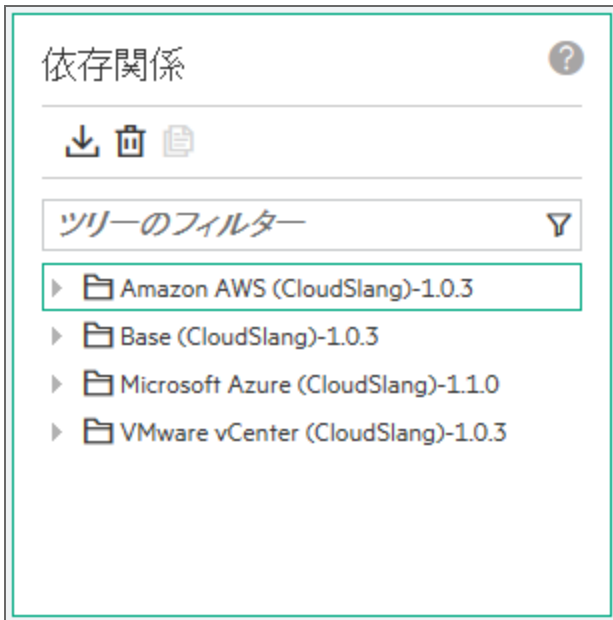 依存関係
?
ツリーのフィルター
Amazon AWS (CloudSlang)-1.0.3
Base (CloudSlang)-1.0.3
Microsoft Azure (CloudSlang)-1.1.0
VMware vCenter (CloudSlang)-1.0.3